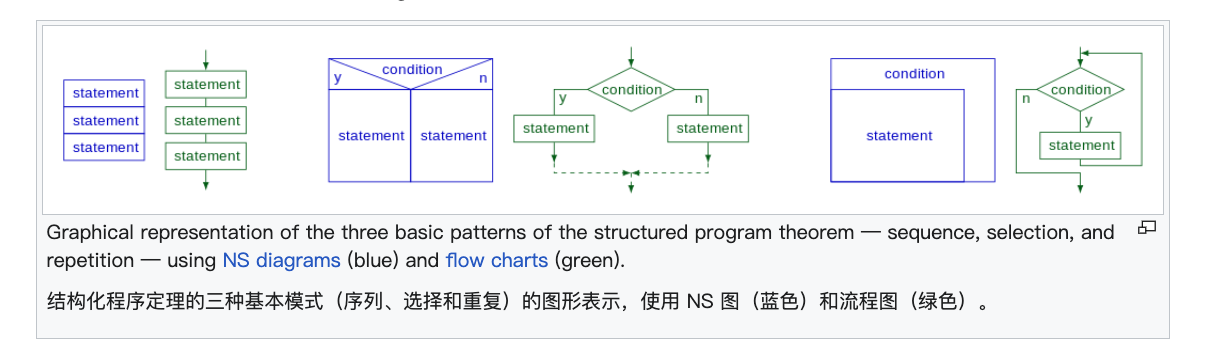 statement
statement
statement
statement
statement
statement
condition
y
n
statement
statement
condition
y
n
statement
statement
condition
statement
condition
n
y
statement
Graphical representation of the three basic patterns of the structured program theorem — sequence, selection, and
repetition — using NS diagrams (blue) and flow charts (green).
结构化程序定理的三种基本模式（序列、选择和重复）的图形表示，使用 NS 图（蓝色）和流程图（绿色）。